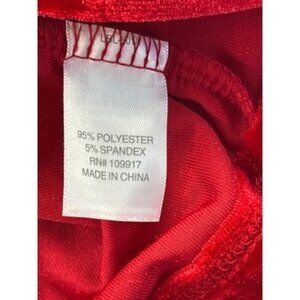 95% POLYESTER
5% SPANDEX
RN# 109917
MADE IN CHINA